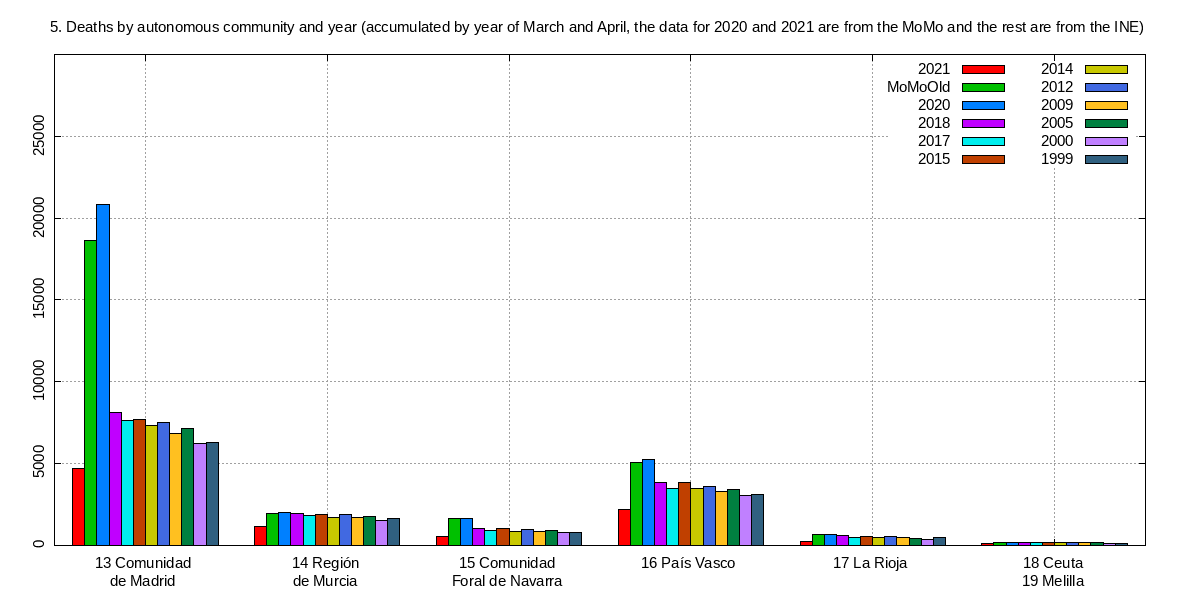 5. Deaths by autonomous community and year (accumulated by year of March and April, the data for 2020 and 2021 are from the MoMo and the rest are from the INE)
2021
MoMoOld
2020
2018
2017
2015
2014
2012
2009
2005
2000
1999
25000
20000
15000
10000
5000
0
13 Comunidad
de Madrid
14 Región
de Murcia
15 Comunidad
Foral de Navarra
16 País Vasco
17 La Rioja
18 Ceuta
19 Melilla